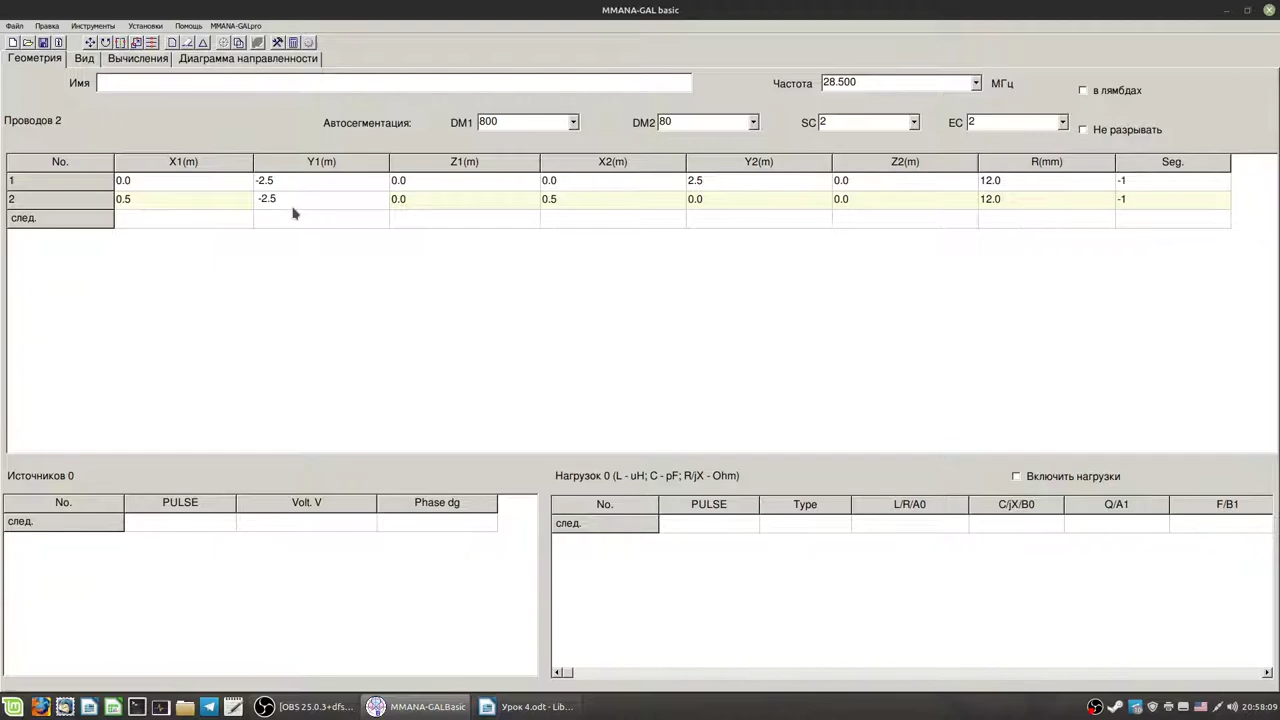 MMANA-GAL basic
Файл Правка Инструменты Установки Помощь MMANA-GALpro
Геометрия Вид Вычисления Диаграмма направленности
Имя Частота 28.500 МГц в лямбдах
Проводов 2 Автосегментация: DM1 800 DM2 80 SC 2 EC 2 Не разрывать
No. X1(m) Y1(m) Z1(m) X2(m) Y2(m) Z2(m) R(mm) Seg.
1 0.0 -2.5 0.0 0.0 2.5 0.0 12.0 -1
2 0.5 -2.5 0.0 0.5 0.0 0.0 12.0 -1
след.
Источников 0 Нагрузок 0 (L - uH; C - pF; R/jX - Ohm) Включить нагрузки
No. PULSE Volt. V Phase dg No. PULSE Type L/R/A0 C/jX/B0 Q/A1 F/B1
след. след.
[OBS 25.0.3+dfs... MMANA-GALBasic Урок 4.odt - Lib... 20:58:09